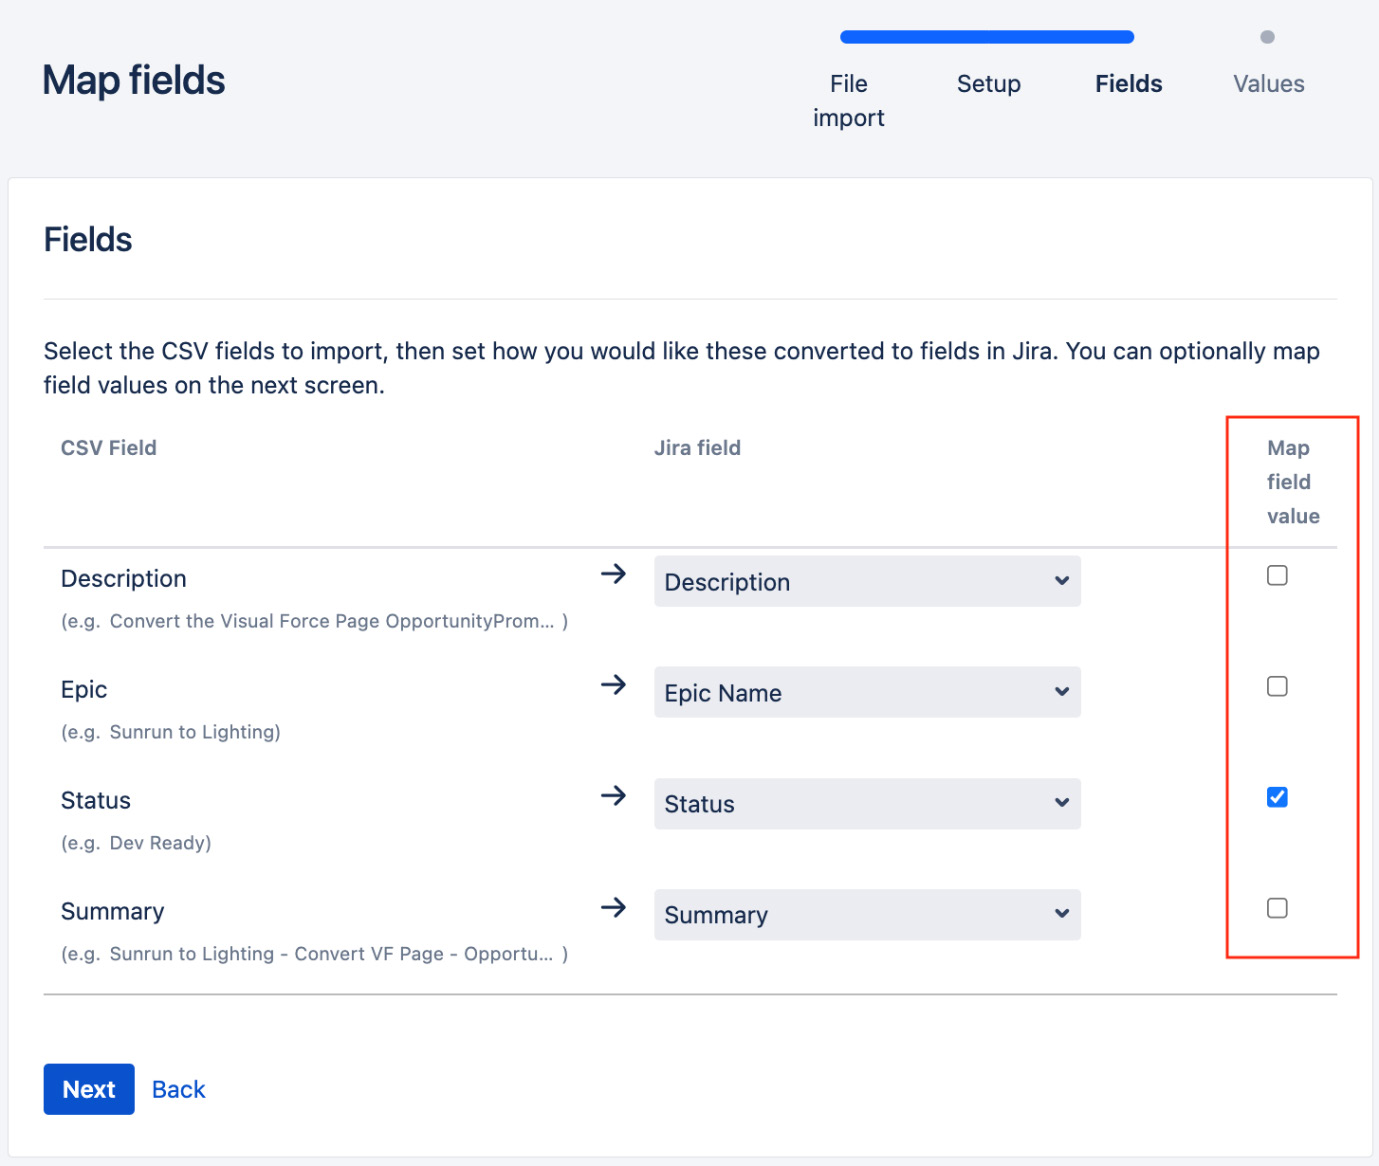 Map fields
File
import
Setup
Fields
Values
Fields
Select the CSV fields to import, then set how you would like these converted to fields in Jira. You can optionally map
field values on the next screen.
CSV Field
Jira field
Map
field
value
Description
Description
(e.g. Convert the Visual Force Page OpportunityProm... )
Epic
Epic Name
(e.g. Sunrun to Lighting)
Status
Status
(e.g. Dev Ready)
Summary
Summary
(e.g. Sunrun to Lighting - Convert VF Page - Opportu... )
Next
Back